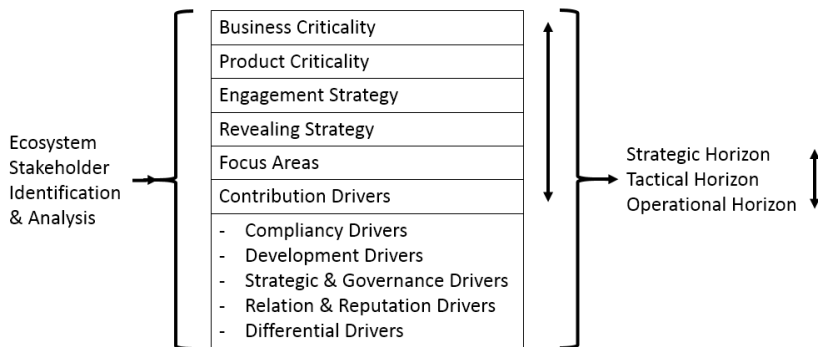 Ecosystem
Stakeholder
Identification
& Analysis
Business Criticality
Product Criticality
Engagement Strategy
Revealing Strategy
Focus Areas
Contribution Drivers
- Compliancy Drivers
- Development Drivers
- Strategic & Governance Drivers
- Relation & Reputation Drivers
- Differential Drivers
Strategic Horizon
Tactical Horizon
Operational Horizon